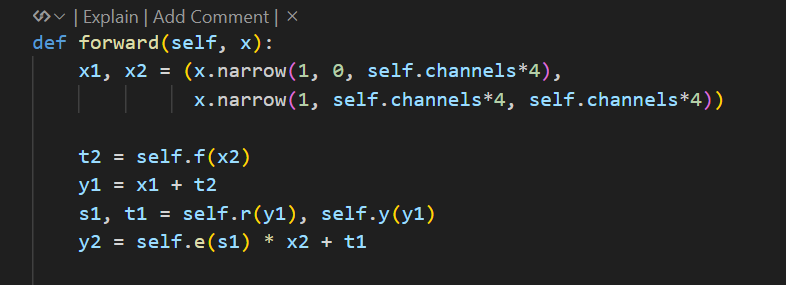 | Explain | Add Comment | ×
def forward(self, x):
x1, x2 = (x.narrow(1, 0, self.channels*4),
x.narrow(1, self.channels*4, self.channels*4))
t2 = self.f(x2)
y1 = x1 + t2
s1, t1 = self.r(y1), self.y(y1)
y2 = self.e(s1) * x2 + t1